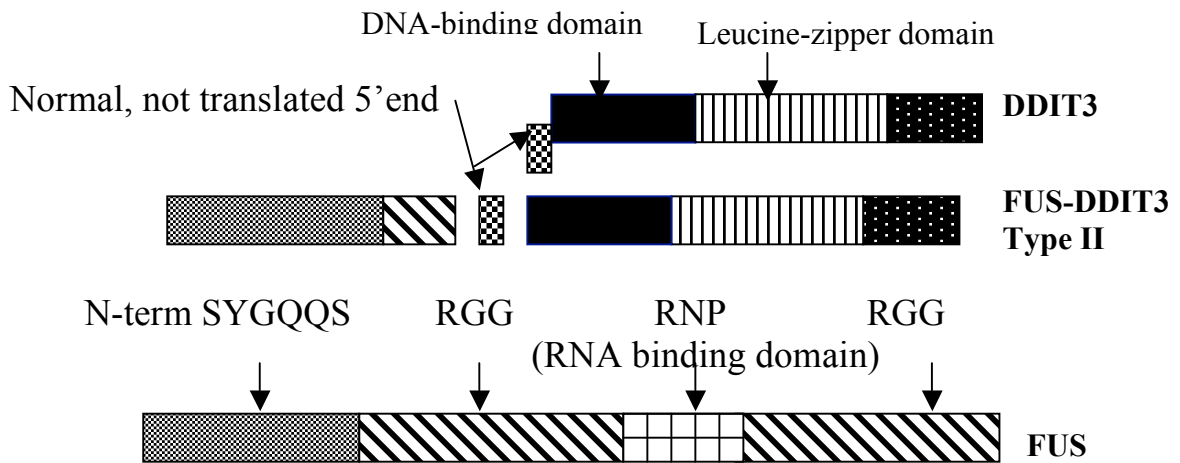 DNA-binding domain
Leucine-zipper domain
Normal, not translated 5’end
DDIT3
FUS-DDIT3
Type II
N-term SYGQQS
RGG
RNP
RGG
(RNA binding domain)
FUS